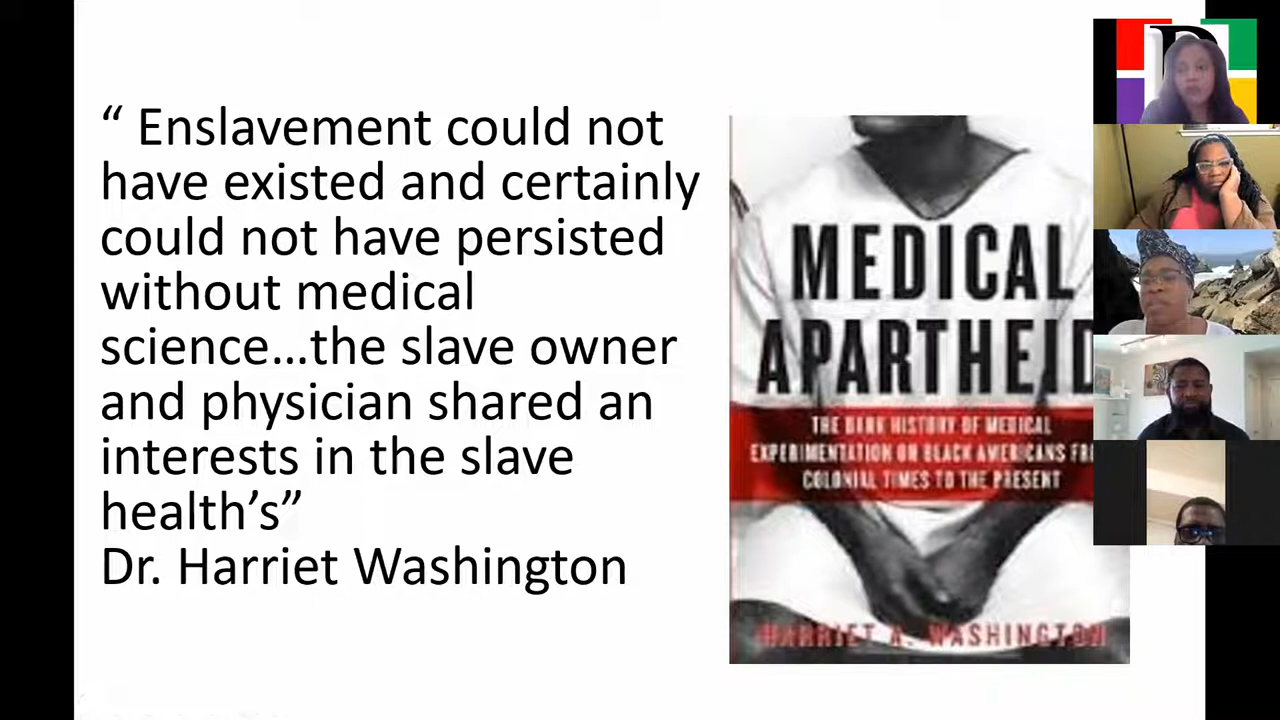 “ Enslavement could not
have existed and certainly
could not have persisted
without medical
science...the slave owner
and physician shared an
interests in the slave
health’s”
Dr. Harriet Washington
MEDICAL
APARTHEID
THE DARK HISTORY OF MEDICAL
EXPERIMENTATION ON BLACK AMERICANS FR
COLONIAL TIMES TO THE PRESENT
HARRIET A. WASHINGTON